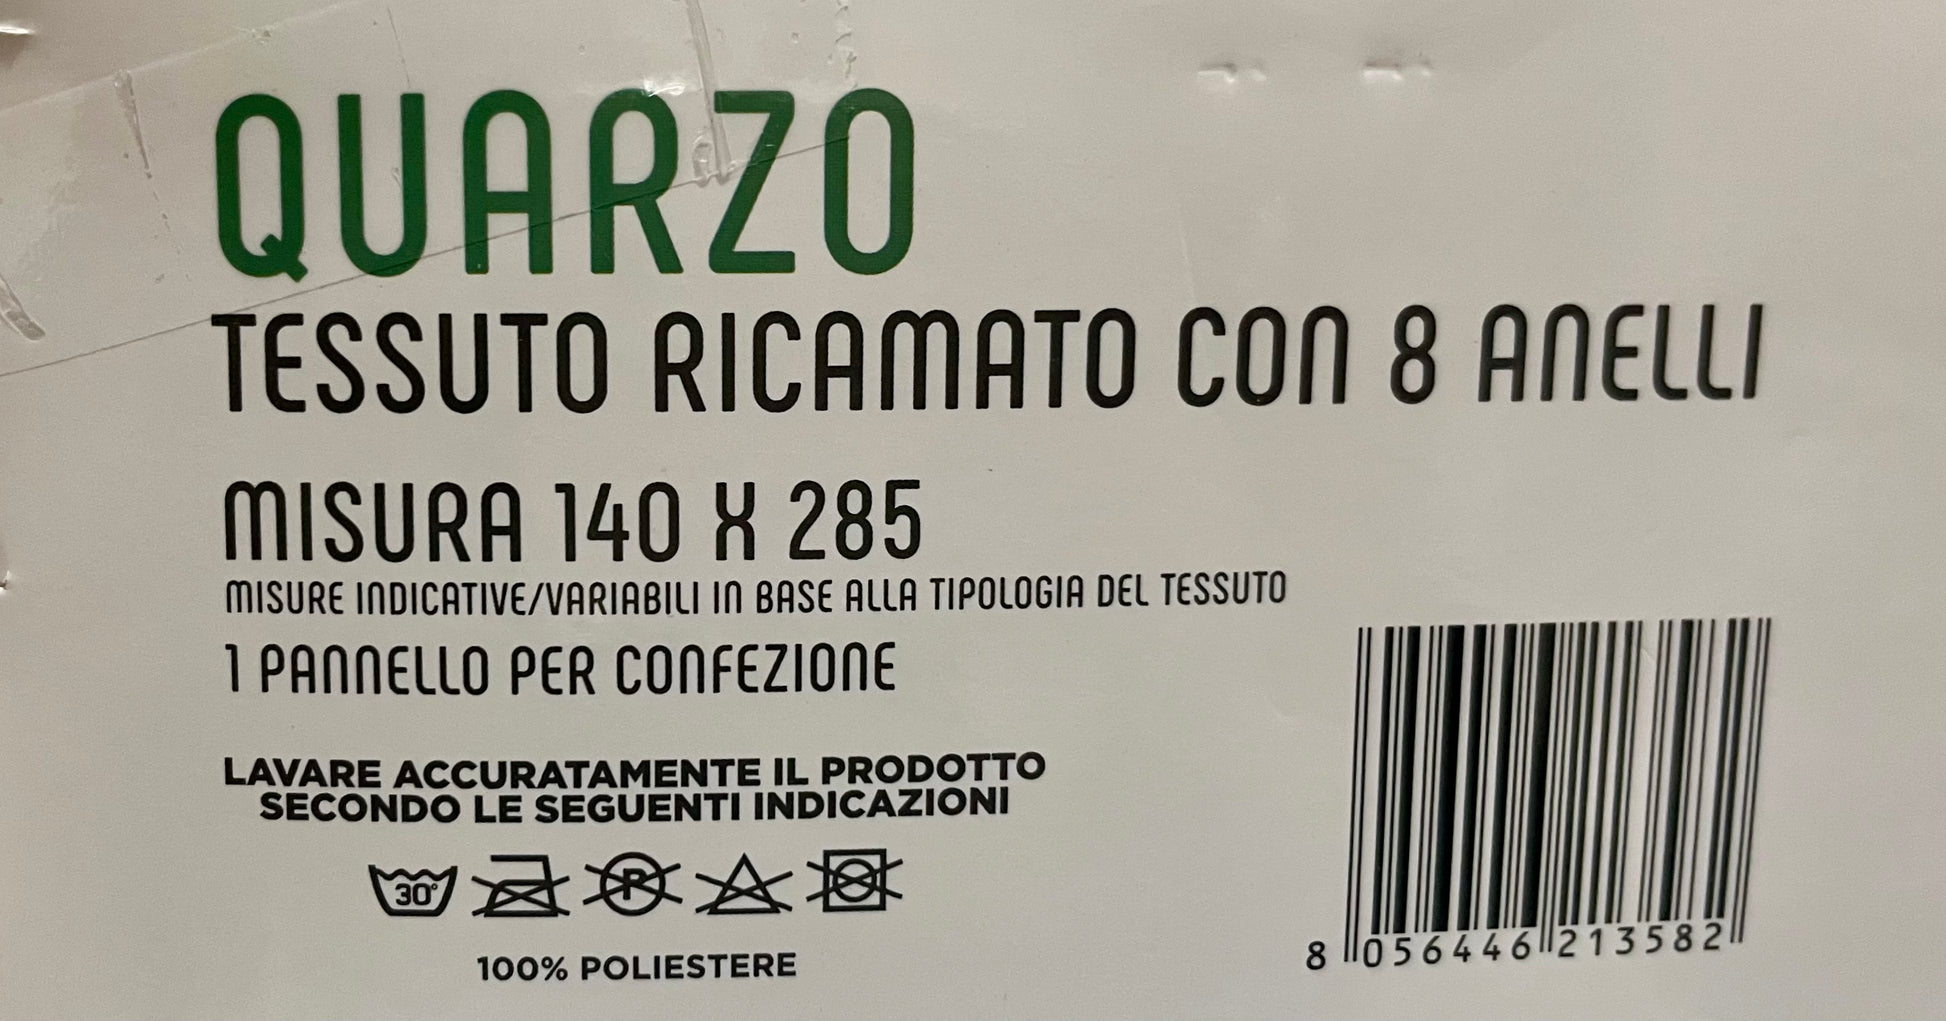 QUARZO
TESSUTO RICAMATO CON 8 ANELLI
MISURA 140 X 285
MISURE INDICATIVE/VARIABILI IN BASE ALLA TIPOLOGIA DEL TESSUTO
1 PANNELLO PER CONFEZIONE
LAVARE ACCURATAMENTE IL PRODOTTO
SECONDO LE SEGUENTI INDICAZIONI
30° P
100% POLIESTERE
8 056446 213582